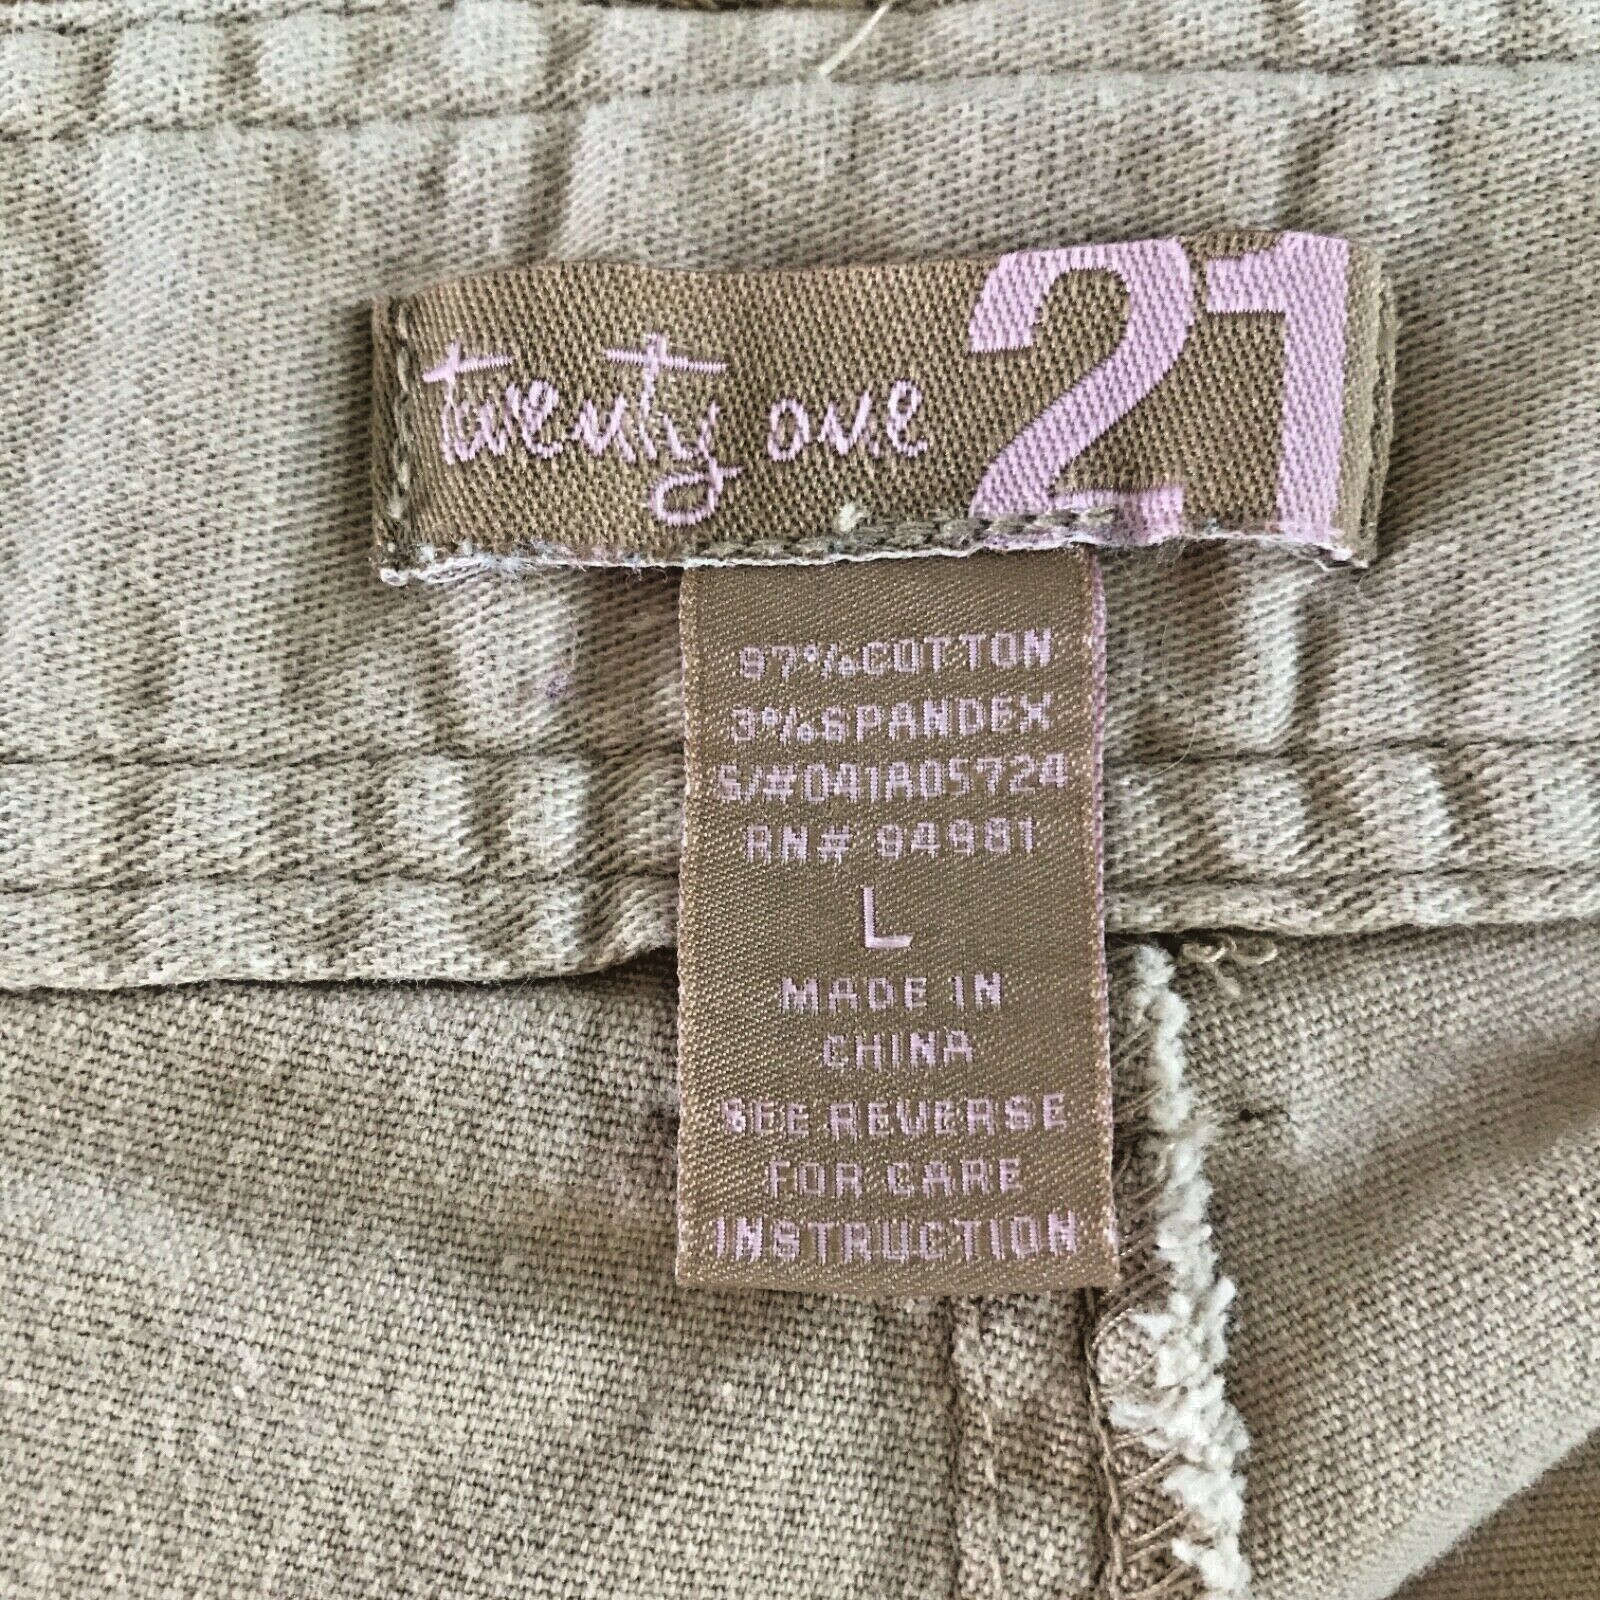 twenty one 21
97%COTTON
3%SPANDEX
S/#041A05724
RN# 94981
L
MADE IN
CHINA
SEE REVERSE
FOR CARE
INSTRUCTION